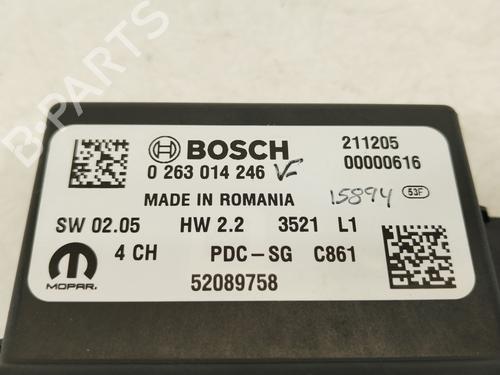 BOSCH 211205
0 263 014 246 VF 00000616
MADE IN ROMANIA 15894 53F
SW 02.05 HW 2.2 3521 L1
4 CH PDC-SG C861
MOPAR. 52089758
B-PARTS